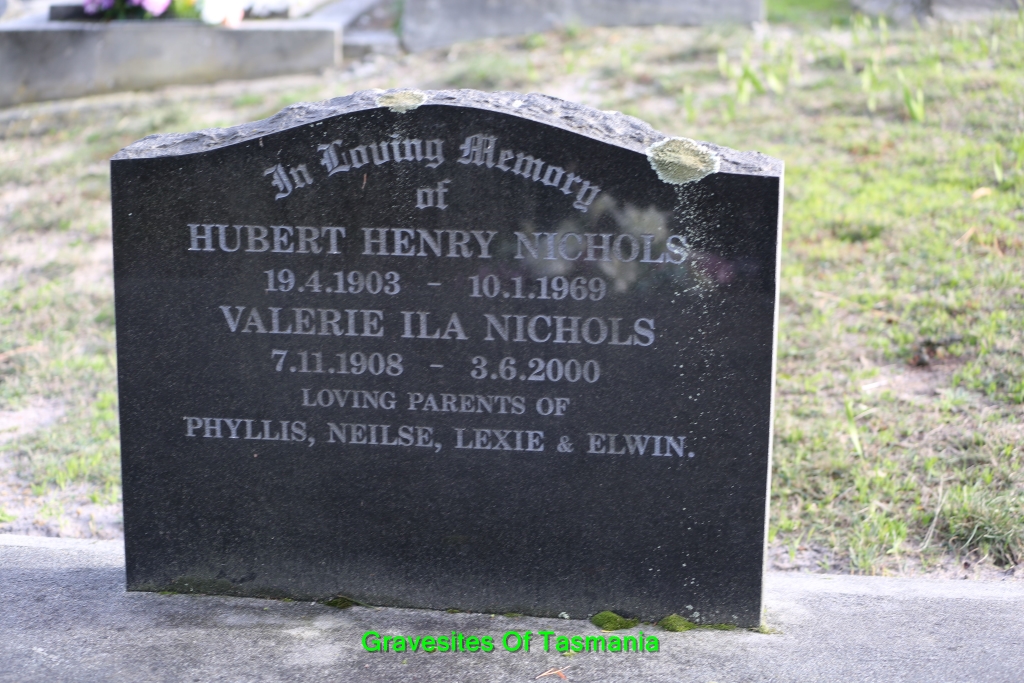 In Loving Memory
of
HUBERT HENRY NICHOLS
19.4.1903 - 10.1.1969
VALERIE ILA NICHOLS
7.11.1908 - 3.6.2000
LOVING PARENTS OF
PHYLLIS, NEILSE, LEXIE & ELWIN.
Gravesites Of Tasmania